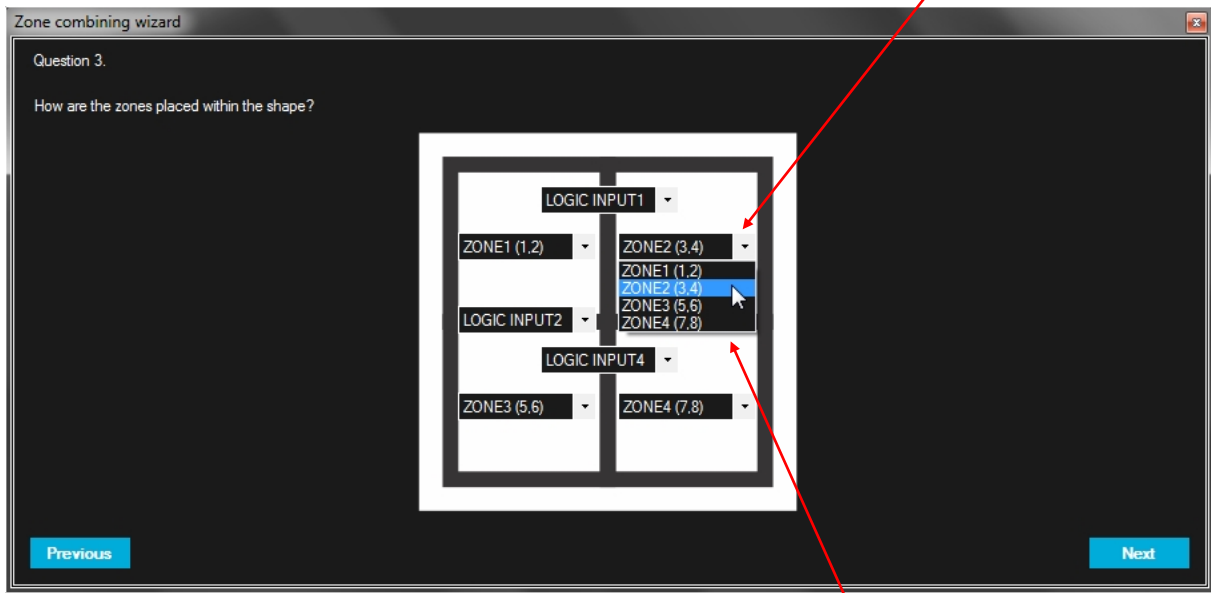 Zone combining wizard
Question 3.
How are the zones placed within the shape?
LOGIC INPUT1
ZONE1 (1,2)
ZONE2 (3,4)
ZONE1 (1,2)
ZONE2 (3,4)
ZONE3 (5,6)
ZONE4 (7,8)
LOGIC INPUT2
LOGIC INPUT4
ZONE3 (5,6)
ZONE4 (7,8)
Previous
Next